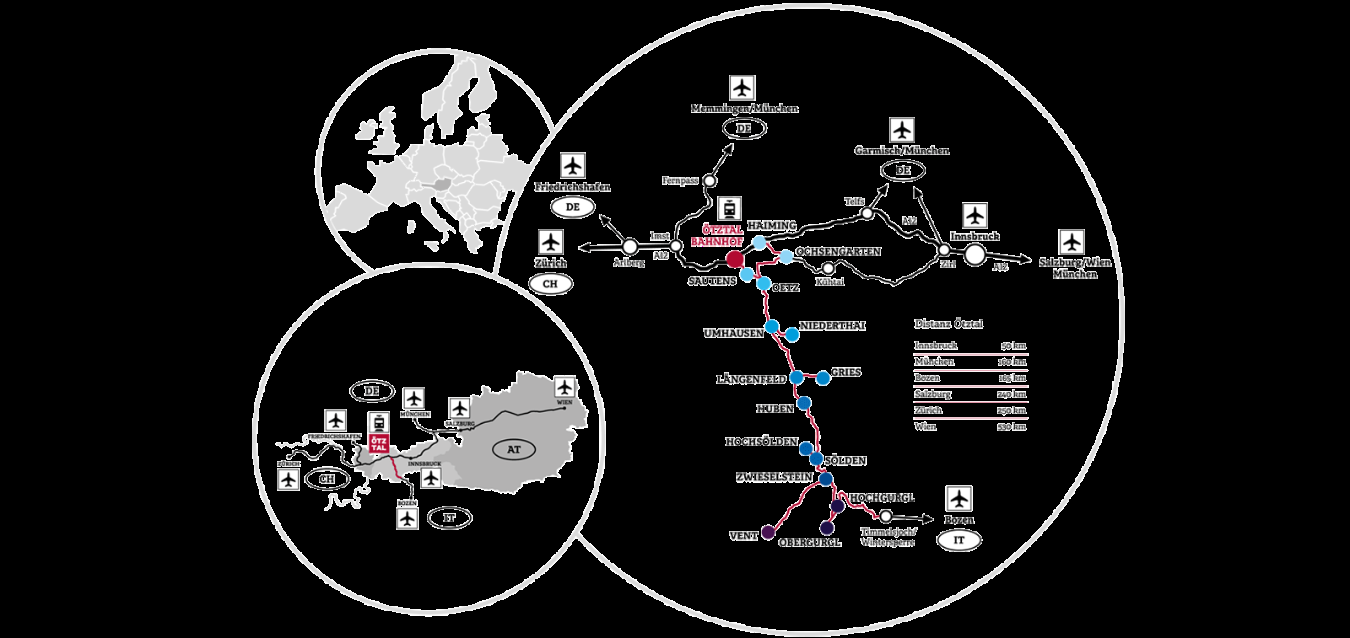 Memmingen/München
DE
Garmisch/München
DE
Friedrichshafen
DE
Fernpass
Telfs
A12
Innsbruck
Zürich
CH
Arlberg
Imst
A12
ÖTZTAL
BAHNHOF
HAIMING
OCHSENGARTEN
Kühtai
Zirl
A12
Salzburg/Wien
München
SAUTENS
OETZ
UMHAUSEN
NIEDERTHAI
LÄNGENFELD
GRIES
HUBEN
HOCHSÖLDEN
SÖLDEN
ZWIESELSTEIN
HOCHGURGL
VENT
OBERGURGL
Timmelsjoch/
Wintersperre
Bozen
IT
Distanz Ötztal
Innsbruck 50 km
München 160 km
Bozen 165 km
Salzburg 240 km
Zürich 250 km
Wien 530 km
DE
MÜNCHEN
SALZBURG
WIEN
FRIEDRICHSHAFEN
ÖTZ
TAL
ZÜRICH
CH
INNSBRUCK
AT
BOZEN
IT